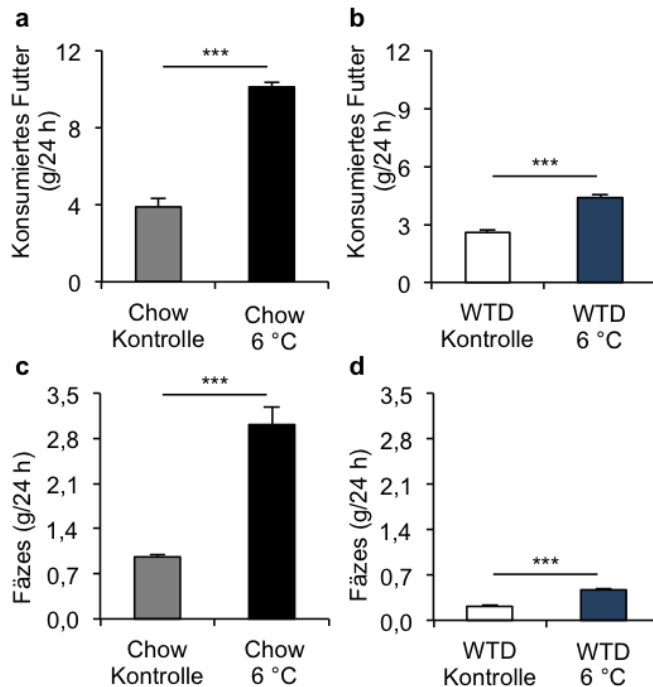 a
Konsumiertes Futter
(g/24 h)
12
8
4
0
***
Chow
Kontrolle
Chow
6 °C
b
Konsumiertes Futter
(g/24 h)
12
9
6
3
0
***
WTD
Kontrolle
WTD
6 °C
c
Fäzes (g/24 h)
3,5
2,8
2,1
1,4
0,7
0,0
***
Chow
Kontrolle
Chow
6 °C
d
Fäzes (g/24 h)
3,5
2,8
2,1
1,4
0,7
0,0
***
WTD
Kontrolle
WTD
6 °C